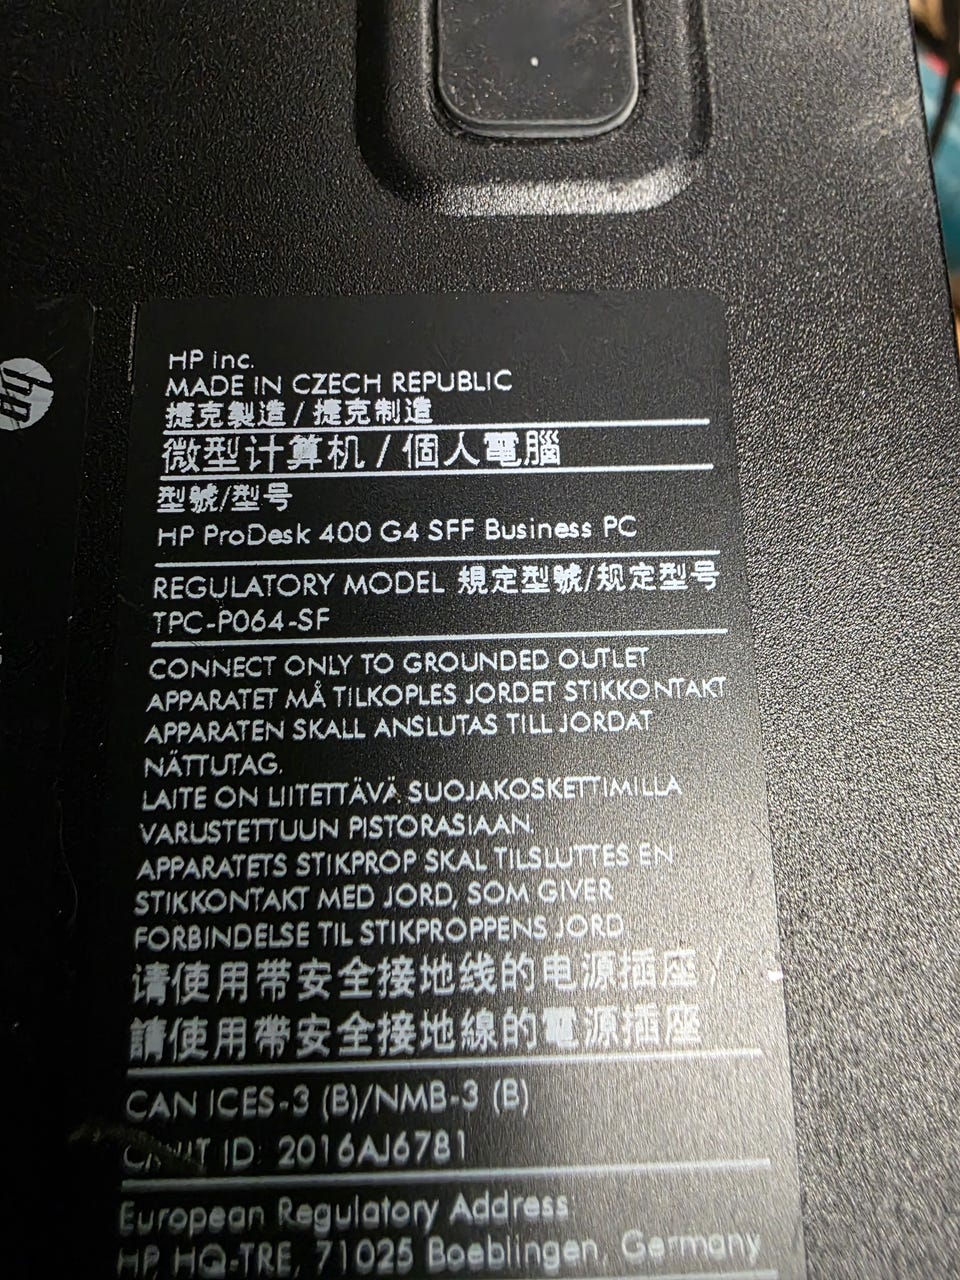 hp
HP inc.
MADE IN CZECH REPUBLIC
捷克製造 / 捷克制造
微型计算机 / 個人電腦
型號/型号
HP ProDesk 400 G4 SFF Business PC
REGULATORY MODEL 規定型號/规定型号
TPC-P064-SF
CONNECT ONLY TO GROUNDED OUTLET
APPARATET MÅ TILKOPLES JORDET STIKKONTAKT
APPARATEN SKALL ANSLUTAS TILL JORDAT
NÄTTUTAG.
LAITE ON LIITETTÄVÄ SUOJAKOSKETTIMILLA
VARUSTETTUUN PISTORASIAAN.
APPARATETS STIKPROP SKAL TILSLUTTES EN
STIKKONTAKT MED JORD, SOM GIVER
FORBINDELSE TIL STIKPROPPENS JORD
请使用带安全接地线的电源插座 /
請使用帶安全接地線的電源插座
CAN ICES-3 (B)/NMB-3 (B)
ID: 2016AJ6781
European Regulatory Address:
HP, HQ-TRE, 71025 Boeblingen, Germany